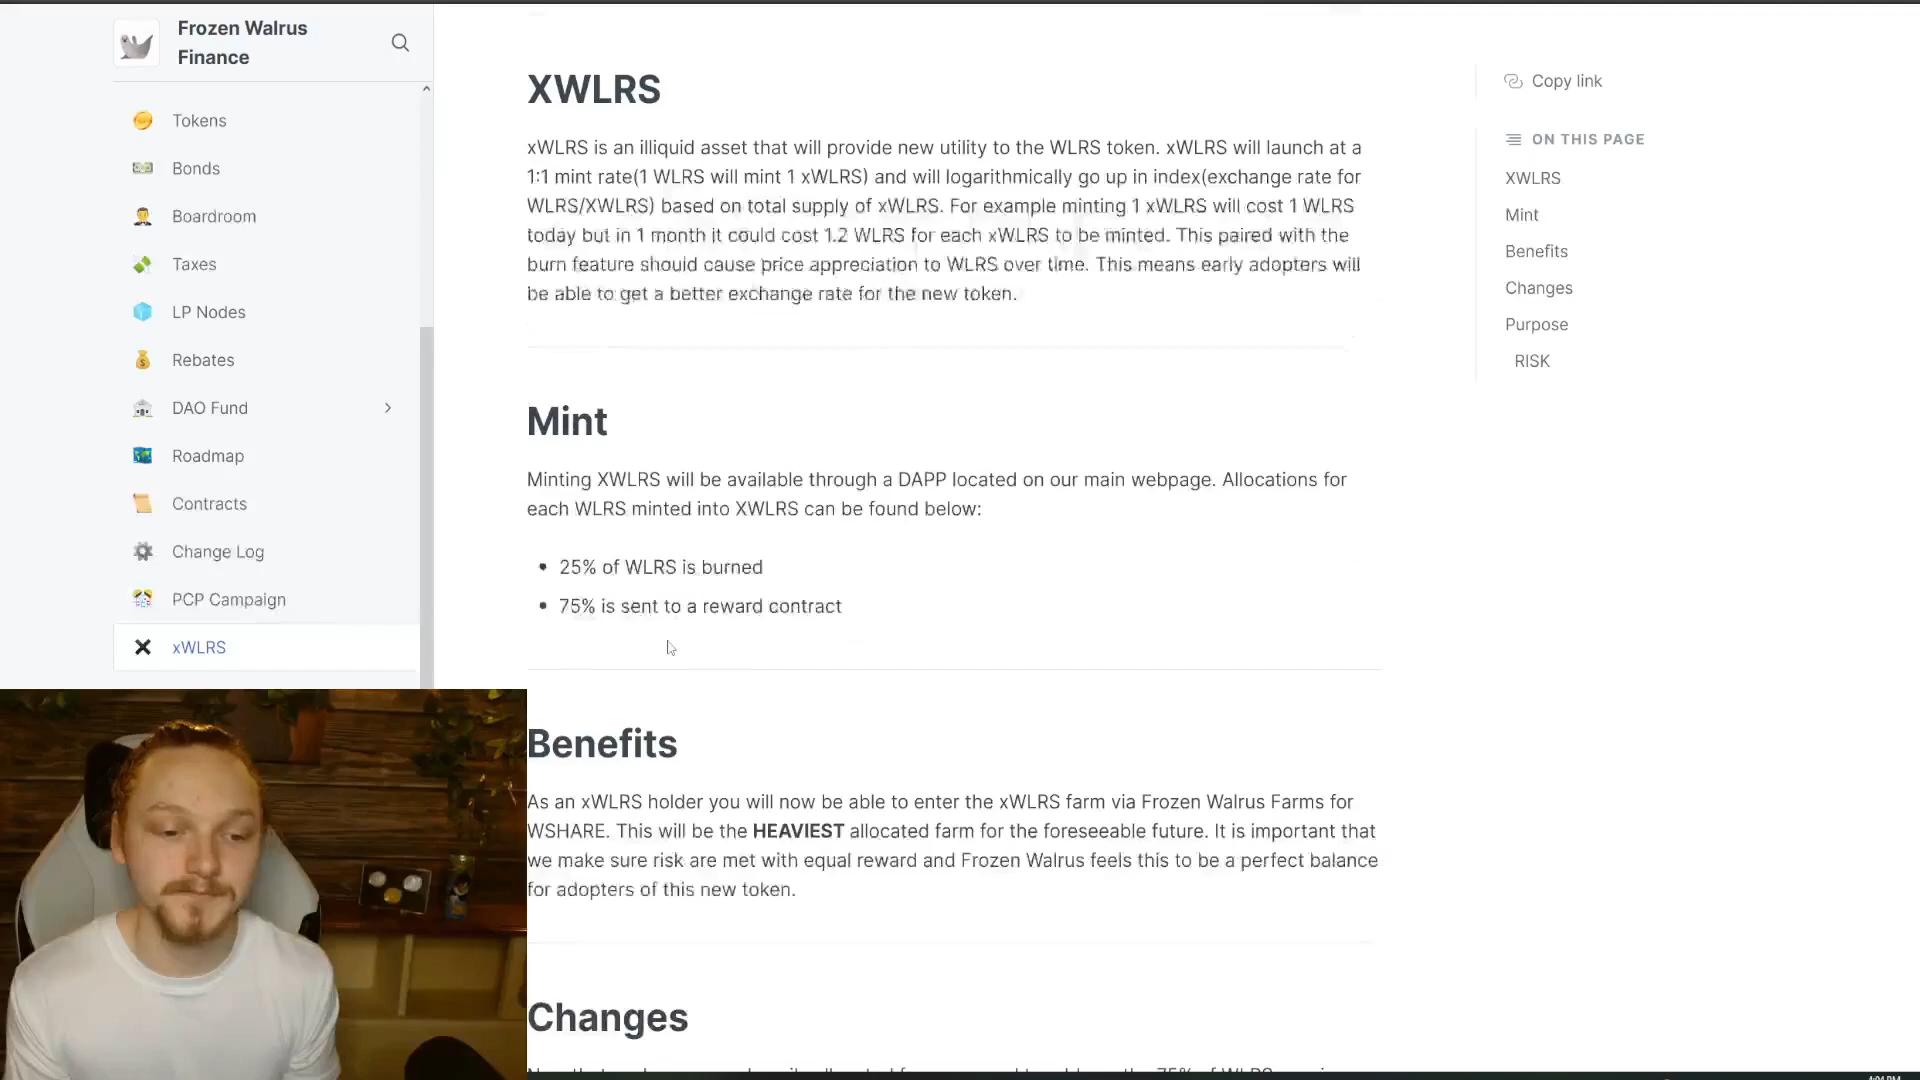 Frozen Walrus
Finance
Tokens
Bonds
Boardroom
Taxes
LP Nodes
Rebates
DAO Fund
Roadmap
Contracts
Change Log
PCP Campaign
xWLRS
XWLRS
xWLRS is an illiquid asset that will provide new utility to the WLRS token. xWLRS will launch at a
1:1 mint rate(1 WLRS will mint 1 xWLRS) and will logarithmically go up in index(exchange rate for
WLRS/XWLRS) based on total supply of xWLRS. For example minting 1 xWLRS will cost 1 WLRS
today but in 1 month it could cost 1.2 WLRS for each xWLRS to be minted. This paired with the
burn feature should cause price appreciation to WLRS over time. This means early adopters will
be able to get a better exchange rate for the new token.
Mint
Minting XWLRS will be available through a DAPP located on our main webpage. Allocations for
each WLRS minted into XWLRS can be found below:
• 25% of WLRS is burned
• 75% is sent to a reward contract
Benefits
As an xWLRS holder you will now be able to enter the xWLRS farm via Frozen Walrus Farms for
WSHARE. This will be the HEAVIEST allocated farm for the foreseeable future. It is important that
we make sure risk are met with equal reward and Frozen Walrus feels this to be a perfect balance
for adopters of this new token.
Changes
Copy link
ON THIS PAGE
XWLRS
Mint
Benefits
Changes
Purpose
RISK